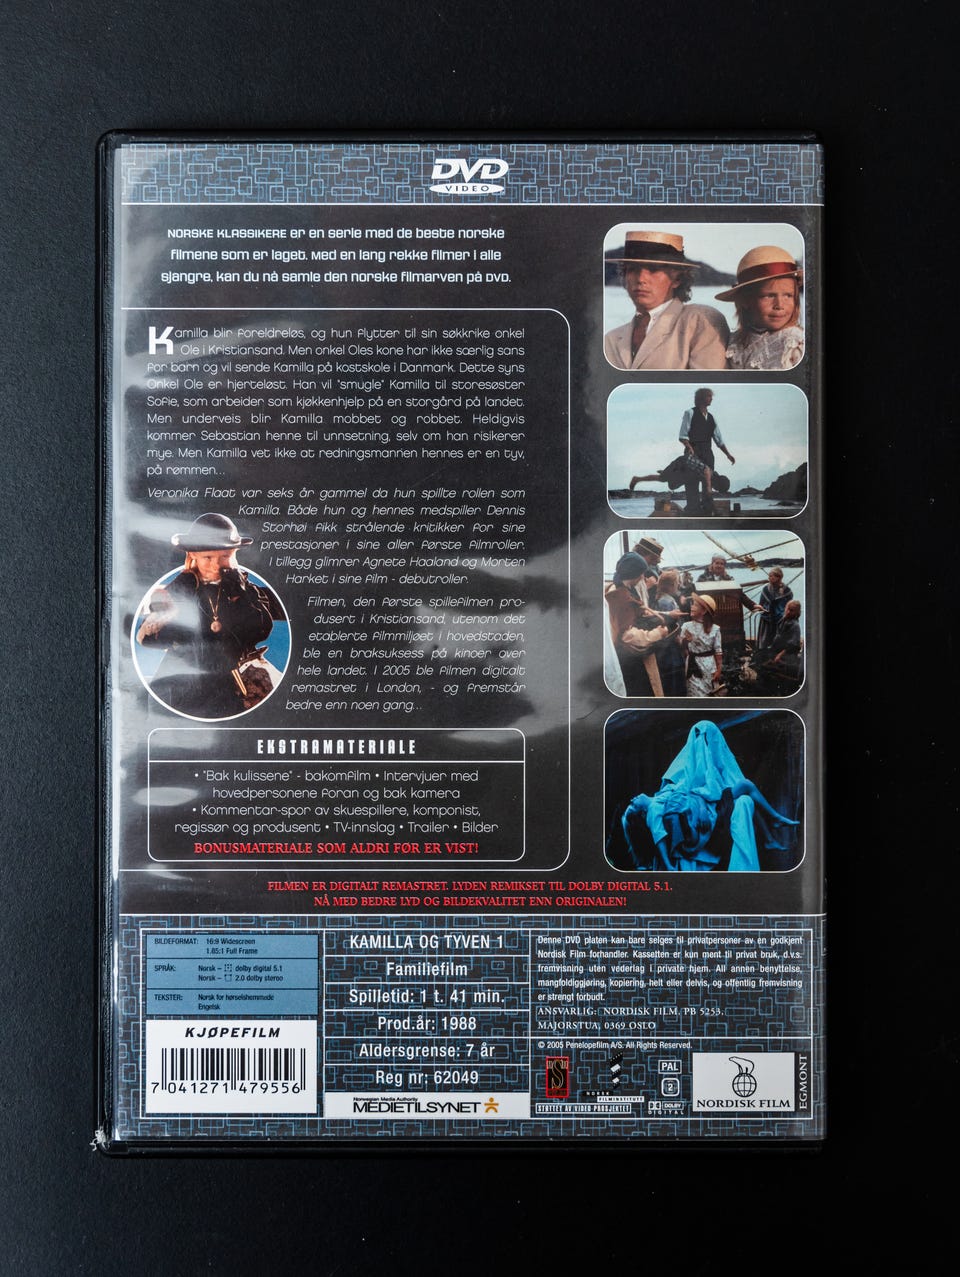 DVD
VIDEO
NORSKE KLASSIKERE er en serie med de beste norske
filmene som er laget. Med en lang rekke filmer i alle
sjangre, kan du nå samle den norske filmarven på DVD.
Kamilla blir foreldreløs, og hun flytter til sin søkkrike onkel
Ole i Kristiansand. Men onkel Oles kone har ikke særlig sans
for barn og vil sende Kamilla på kostskole i Danmark. Dette syns
Onkel Ole er hjerteløst. Han vil "smugle" Kamilla til storesøster
Sofie, som arbeider som kjøkkenhjelp på en storgård på landet.
Men underveis blir Kamilla mobbet og robbet. Heldigvis
kommer Sebastian henne til unnsetning, selv om han risikerer
mye. Men Kamilla vet ikke at redningsmannen hennes er en tyv,
på rømmen...
Veronika Flaat var seks år gammel da hun spillte rollen som
Kamilla. Både hun og hennes medspiller Dennis
Storhøi fikk strålende kritikker for sine
prestasjoner i sine aller første filmroller.
I tillegg glimrer Agnete Haaland og Morten
Harket i sine film - debutroller.
Filmen, den første spillefilmen pro-
dusert i Kristiansand, utenom det
etablerte filmmiljøet i hovedstaden,
ble en braksuksess på kinoer over
hele landet. I 2005 ble filmen digitalt
remastret i London, - og fremstår
bedre enn noen gang...
EKSTRAMATERIALE
• "Bak kulissene" - bakomfilm • Intervjuer med
hovedpersonene foran og bak kamera
• Kommentar-spor av skuespillere, komponist,
regissør og produsent • TV-innslag • Trailer • Bilder
BONUSMATERIALE SOM ALDRI FØR ER VIST!
FILMEN ER DIGITALT REMASTRET. LYDEN REMIKSET TIL DOLBY DIGITAL 5.1.
NÅ MED BEDRE LYD OG BILDEKVALITET ENN ORIGINALEN!
BILDEFORMAT: 16:9 Widescreen
1.85:1 Full Frame
SPRÅK: Norsk – dolby digital 5.1
Norsk – 2.0 dolby stereo
TEKSTER: Norsk for hørselshemmede
Engelsk
KJØPEFILM
7 041271 479556
KAMILLA OG TYVEN 1
Familiefilm
Spilletid: 1 t. 41 min.
Prod.år: 1988
Aldersgrense: 7 år
Reg nr: 62049
Norwegian Media Authority
MEDIETILSYNET
Denne DVD platen kan bare selges til privatpersoner av en godkjent
Nordisk Film forhandler. Kassetten er kun ment til privat bruk, d.v.s.
fremvisning uten vederlag i private hjem. All annen benyttelse,
mangfoldiggjøring, kopiering, helt eller delvis, og offentlig fremvisning
er strengt forbudt.
ANSVARLIG: NORDISK FILM, PB 5253,
MAJORSTUA, 0369 OSLO
© 2005 Penelopefilm A/S. All Rights Reserved.
S
NORSK
FILMINSTITUTT
STØTTET AV VIDEO PROSJEKTET
PAL
2
DOLBY
DIGITAL
NORDISK FILM
EGMONT